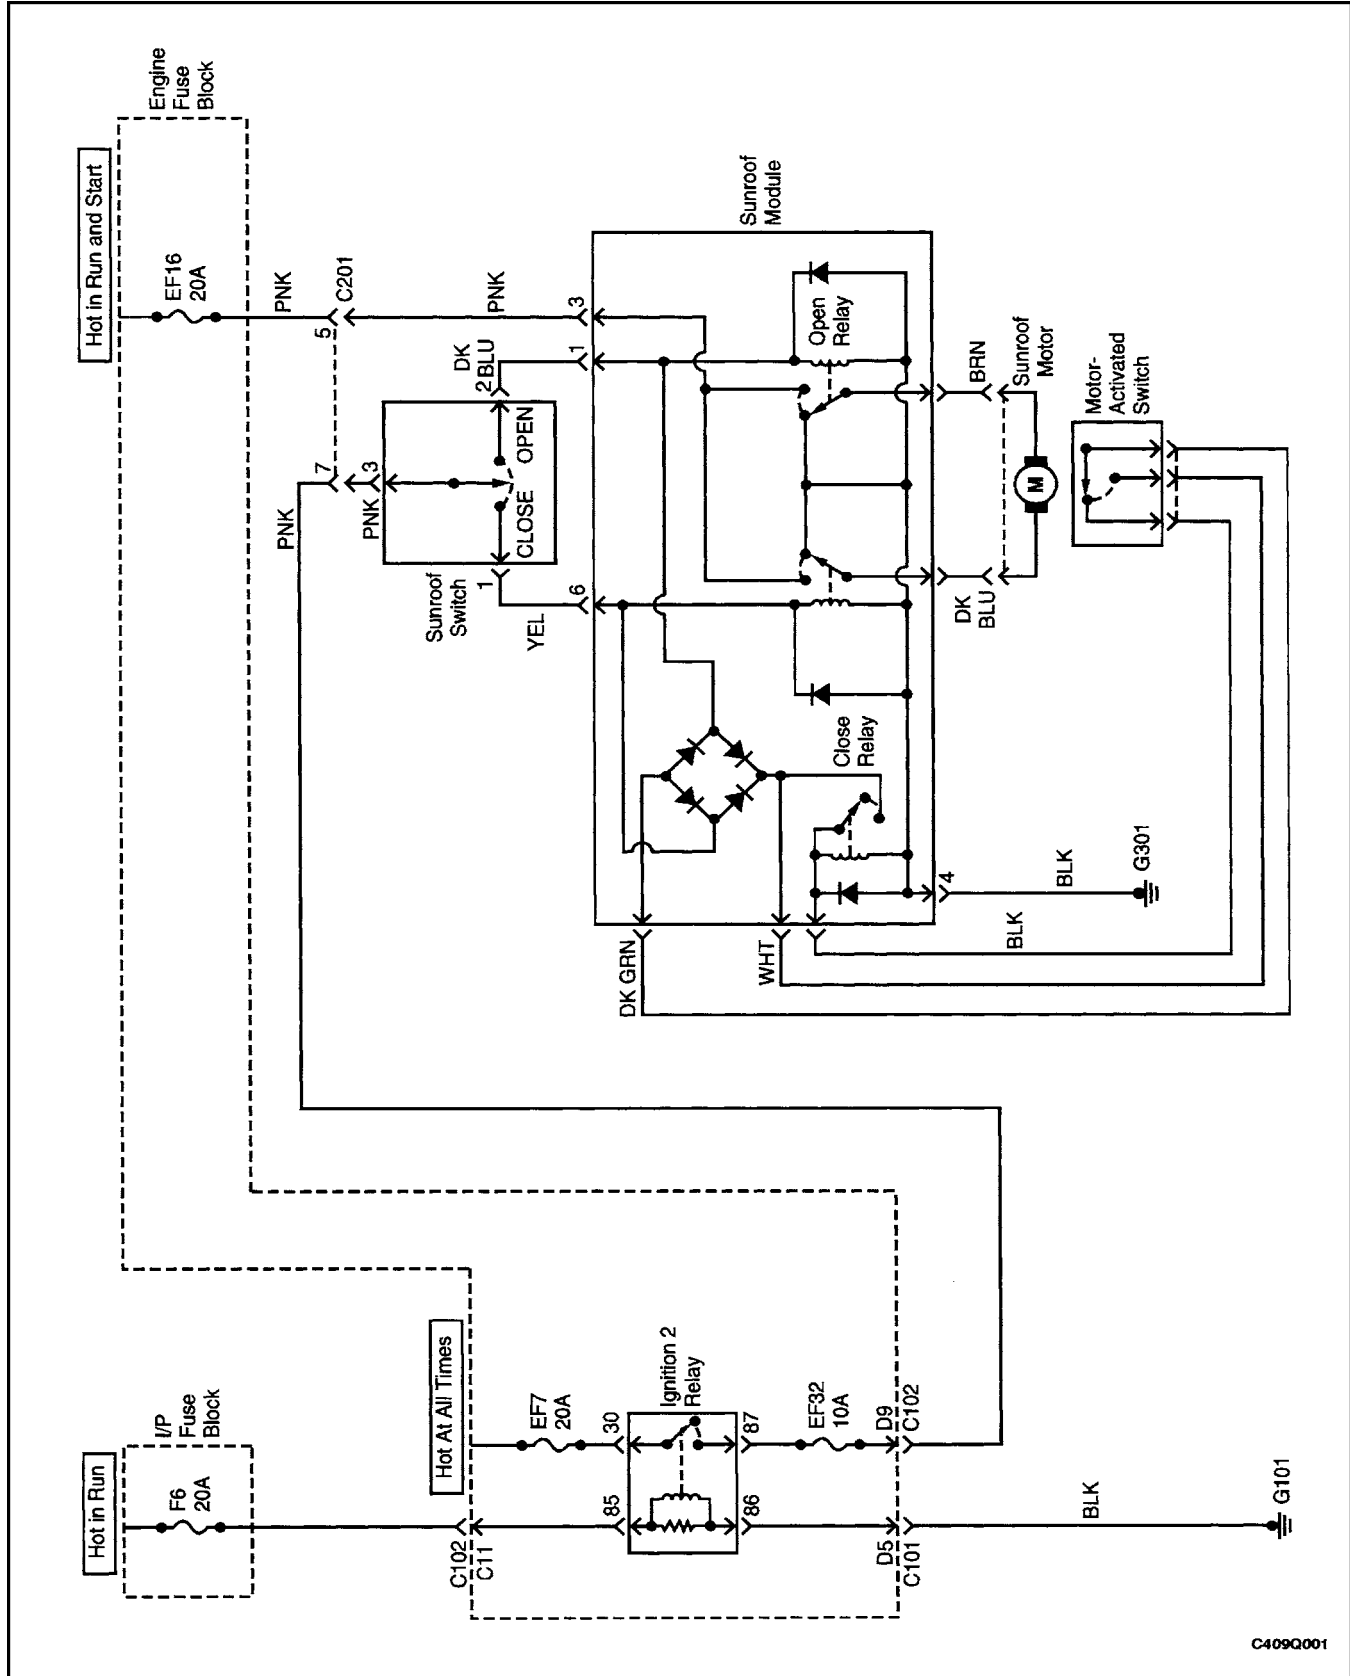 Hot in Run
I/P
Fuse
Block
F6
20A
C102
C11
Hot At All Times
EF7
20A
85
30
Ignition 2
Relay
86
87
EF32
10A
D5
C101
D9
C102
BLK
G101
Hot in Run and Start
Engine
Fuse
Block
EF16
20A
PNK
5
C201
7
PNK
PNK
3
Sunroof
Switch
CLOSE
OPEN
1
2
YEL
DK
BLU
PNK
6
1
3
Sunroof
Module
Open
Relay
Close
Relay
DK GRN
WHT
BLK
4
BLK
G301
DK
BLU
BRN
Sunroof
Motor
M
Motor-
Activated
Switch
C409Q001